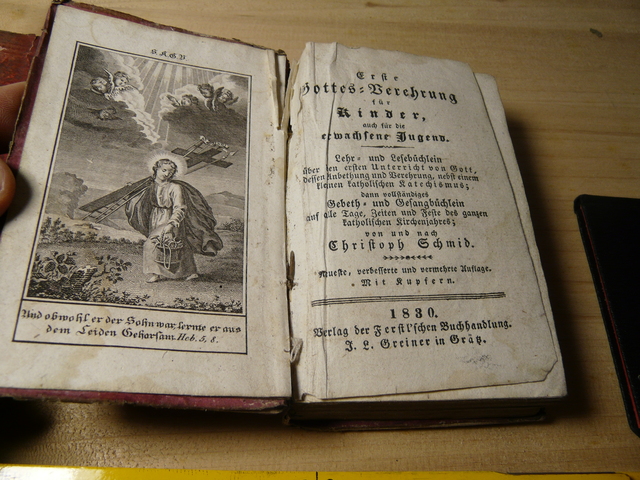 S.A.G.V.
Und obwohl er der Sohn war, lernte er aus
dem Leiden Gehorsam. Heb. 5, 8.
Erste
Gottes=Verehrung
für
Kinder,
auch für die
erwachsene Jugend.
Lehr= und Lesebüchlein
über den ersten Unterricht von Gott,
dessen Anbethung und Verehrung, nebst einem
kleinen katholischen Katechismus;
dann vollständiges
Gebeth= und Gesangbüchlein
auf alle Tage, Zeiten und Feste des ganzen
katholischen Kirchenjahres;
von und nach
Christoph Schmid.
Neueste, verbesserte und vermehrte Auflage.
Mit Kupfern.
1830.
Verlag der Ferstl'schen Buchhandlung.
J. L. Greiner in Grätz.